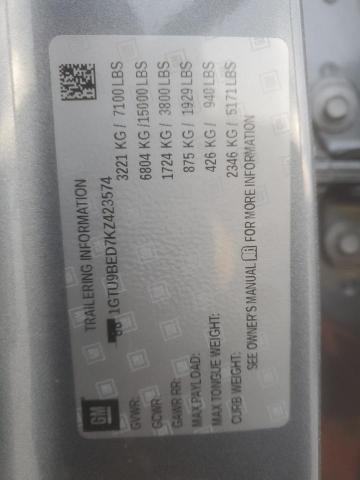 GM
TRAILERING INFORMATION
1GTU9BED7KZ423574
GVWR: 3221 KG / 7100 LBS
GCWR: 6804 KG /15000 LBS
GAWR RR: 1724 KG / 3800 LBS
MAX PAYLOAD: 875 KG / 1929 LBS
MAX TONGUE WEIGHT: 426 KG / 940 LBS
CURB WEIGHT: 2346 KG / 5171 LBS
SEE OWNER'S MANUAL FOR MORE INFORMATION